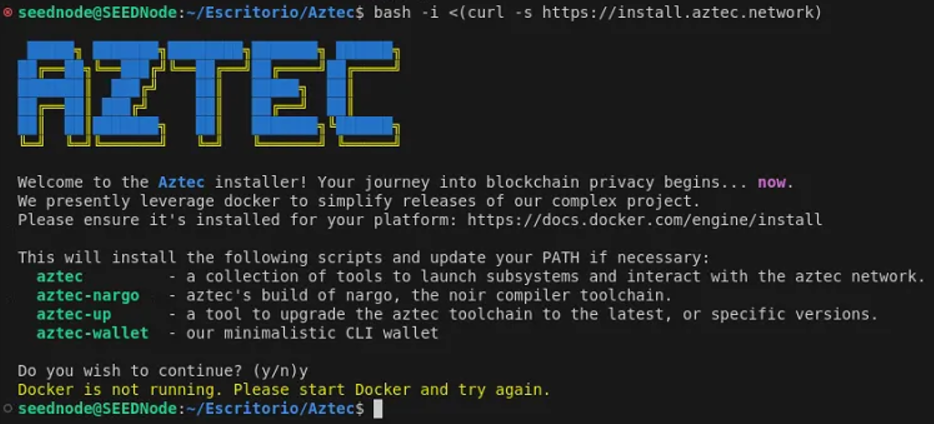 seednode@SEEDNode:~/Escritorio/Aztec$ bash -i <(curl -s https://install.aztec.network)
AZTEC
Welcome to the Aztec installer! Your journey into blockchain privacy begins... now.
We presently leverage docker to simplify releases of our complex project.
Please ensure it's installed for your platform: https://docs.docker.com/engine/install
This will install the following scripts and update your PATH if necessary:
aztec - a collection of tools to launch subsystems and interact with the aztec network.
aztec-nargo - aztec's build of nargo, the noir compiler toolchain.
aztec-up - a tool to upgrade the aztec toolchain to the latest, or specific versions.
aztec-wallet - our minimalistic CLI wallet
Do you wish to continue? (y/n)y
Docker is not running. Please start Docker and try again.
seednode@SEEDNode:~/Escritorio/Aztec$